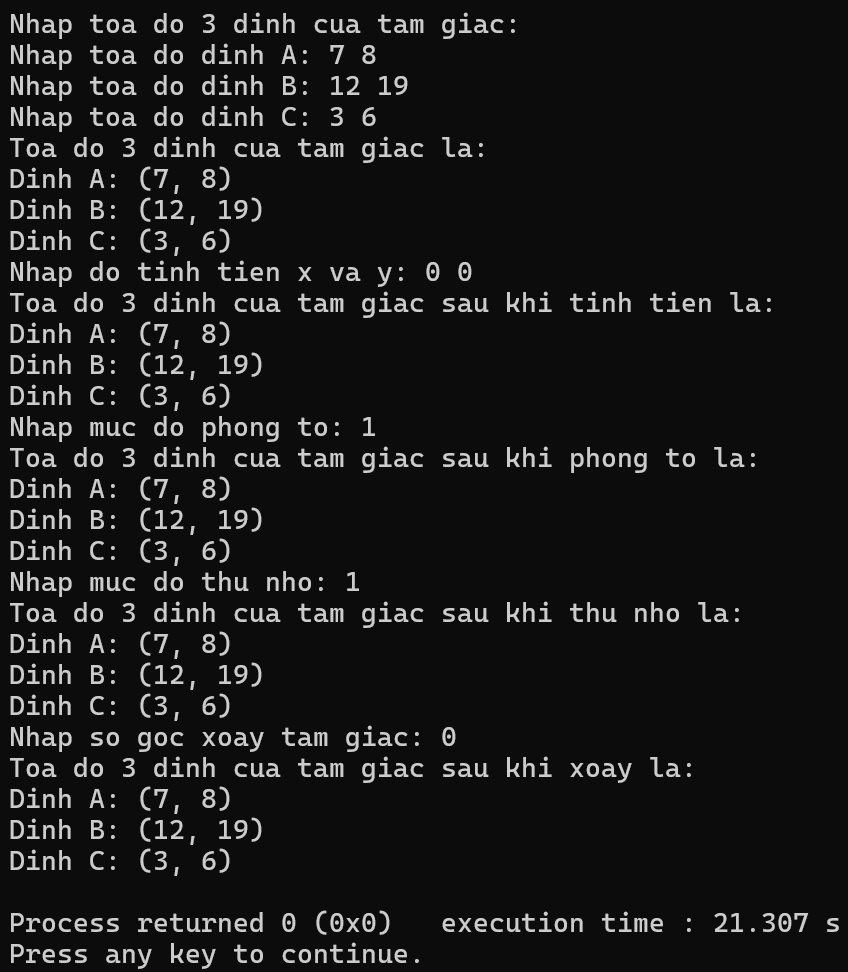 Nhap toa do 3 dinh cua tam giac:
Nhap toa do dinh A: 7 8
Nhap toa do dinh B: 12 19
Nhap toa do dinh C: 3 6
Toa do 3 dinh cua tam giac la:
Dinh A: (7, 8)
Dinh B: (12, 19)
Dinh C: (3, 6)
Nhap do tinh tien x va y: 0 0
Toa do 3 dinh cua tam giac sau khi tinh tien la:
Dinh A: (7, 8)
Dinh B: (12, 19)
Dinh C: (3, 6)
Nhap muc do phong to: 1
Toa do 3 dinh cua tam giac sau khi phong to la:
Dinh A: (7, 8)
Dinh B: (12, 19)
Dinh C: (3, 6)
Nhap muc do thu nho: 1
Toa do 3 dinh cua tam giac sau khi thu nho la:
Dinh A: (7, 8)
Dinh B: (12, 19)
Dinh C: (3, 6)
Nhap so goc xoay tam giac: 0
Toa do 3 dinh cua tam giac sau khi xoay la:
Dinh A: (7, 8)
Dinh B: (12, 19)
Dinh C: (3, 6)

Process returned 0 (0x0)   execution time : 21.307 s
Press any key to continue.